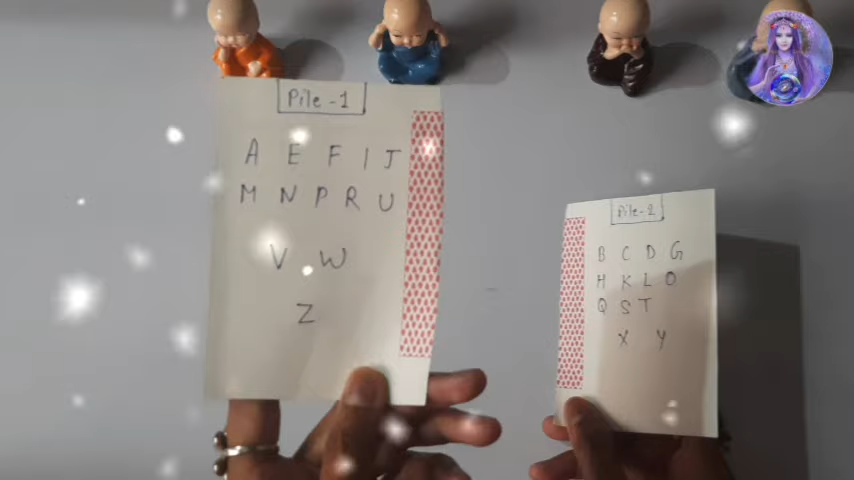 Pile-1
A E F I J
M N P R U
V W
Z
Pile-2
B C D G
H K L O
Q S T
X Y